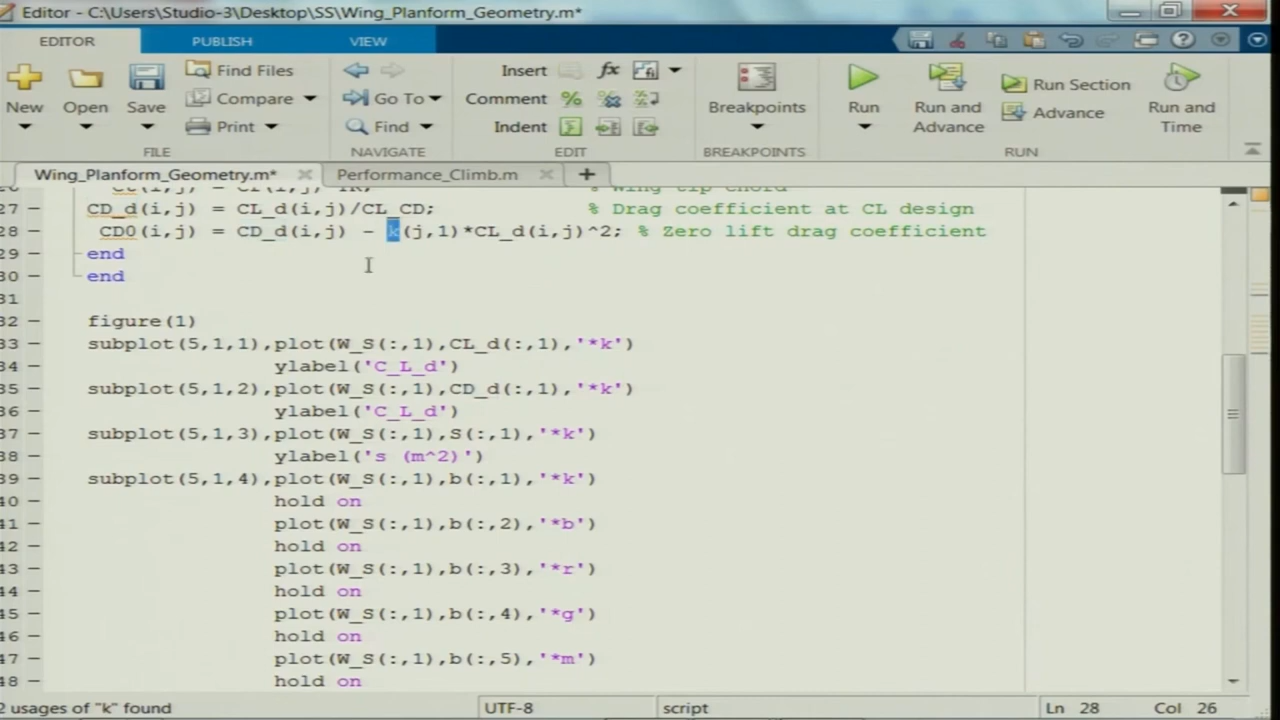 Editor - C:\Users\Studio-3\Desktop\SS\Wing_Planform_Geometry.m*
EDITOR PUBLISH VIEW
New Open Save Find Files Compare Print
Go To Find
Insert fx Comment Indent
Breakpoints
Run Run and Advance Run Section Advance Run and Time
FILE NAVIGATE EDIT BREAKPOINTS RUN
Wing_Planform_Geometry.m* Performance_Climb.m
% Wing tip chord
27 - CD_d(i,j) = CL_d(i,j)/CL_CD; % Drag coefficient at CL design
28 - CD0(i,j) = CD_d(i,j) - k(j,1)*CL_d(i,j)^2; % Zero lift drag coefficient
29 - end
30 - end
31
32 - figure(1)
33 - subplot(5,1,1),plot(W_S(:,1),CL_d(:,1),'*k')
34 - ylabel('C_L_d')
35 - subplot(5,1,2),plot(W_S(:,1),CD_d(:,1),'*k')
36 - ylabel('C_L_d')
37 - subplot(5,1,3),plot(W_S(:,1),S(:,1),'*k')
38 - ylabel('s (m^2)')
39 - subplot(5,1,4),plot(W_S(:,1),b(:,1),'*k')
40 - hold on
41 - plot(W_S(:,1),b(:,2),'*b')
42 - hold on
43 - plot(W_S(:,1),b(:,3),'*r')
44 - hold on
45 - plot(W_S(:,1),b(:,4),'*g')
46 - hold on
47 - plot(W_S(:,1),b(:,5),'*m')
48 - hold on
2 usages of "k" found UTF-8 script Ln 28 Col 26